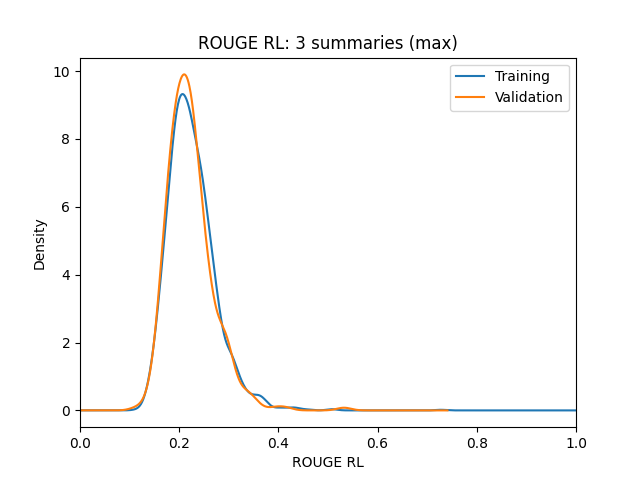 ROUGE RL: 3 summaries (max)
Training
Validation
Density
10
8
6
4
2
0
0.0 0.2 0.4 0.6 0.8 1.0
ROUGE RL